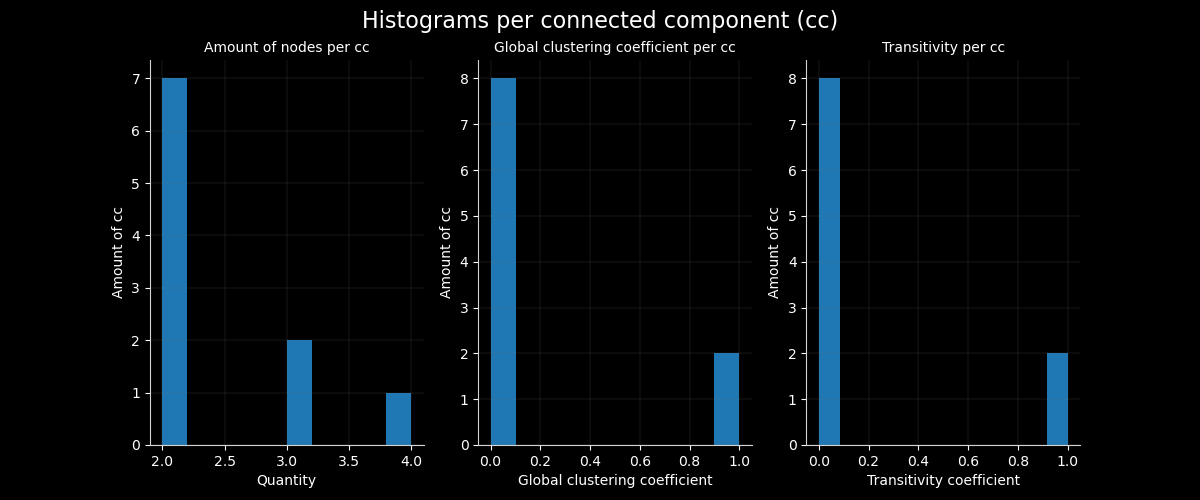 Histograms per connected component (cc)
Amount of nodes per cc
Global clustering coefficient per cc
Transitivity per cc
Amount of cc
7
6
5
4
3
2
1
0
2.0 2.5 3.0 3.5 4.0
Quantity
Amount of cc
8
7
6
5
4
3
2
1
0
0.0 0.2 0.4 0.6 0.8 1.0
Global clustering coefficient
Amount of cc
8
7
6
5
4
3
2
1
0
0.0 0.2 0.4 0.6 0.8 1.0
Transitivity coefficient